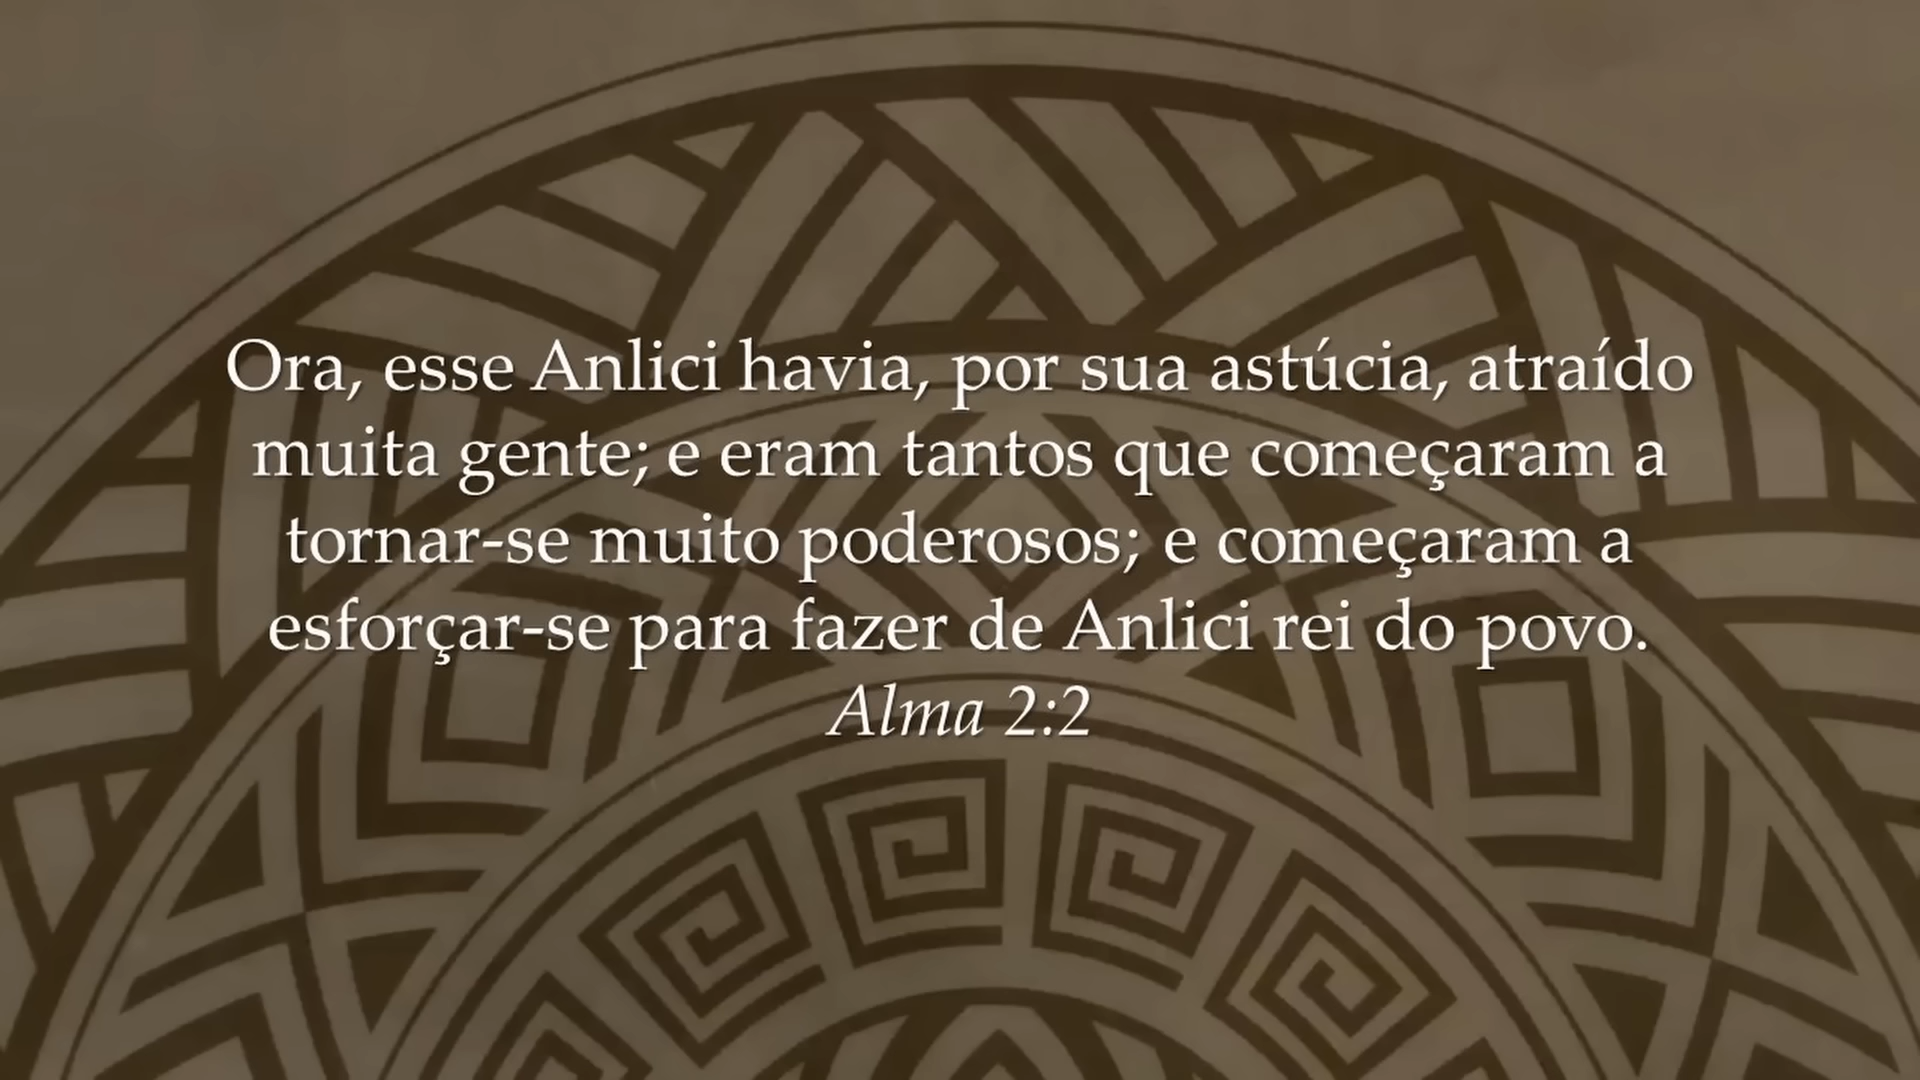 Ora, esse Anlici havia, por sua astúcia, atraído
muita gente; e eram tantos que começaram a
tornar-se muito poderosos; e começaram a
esforçar-se para fazer de Anlici rei do povo.
Alma 2:2